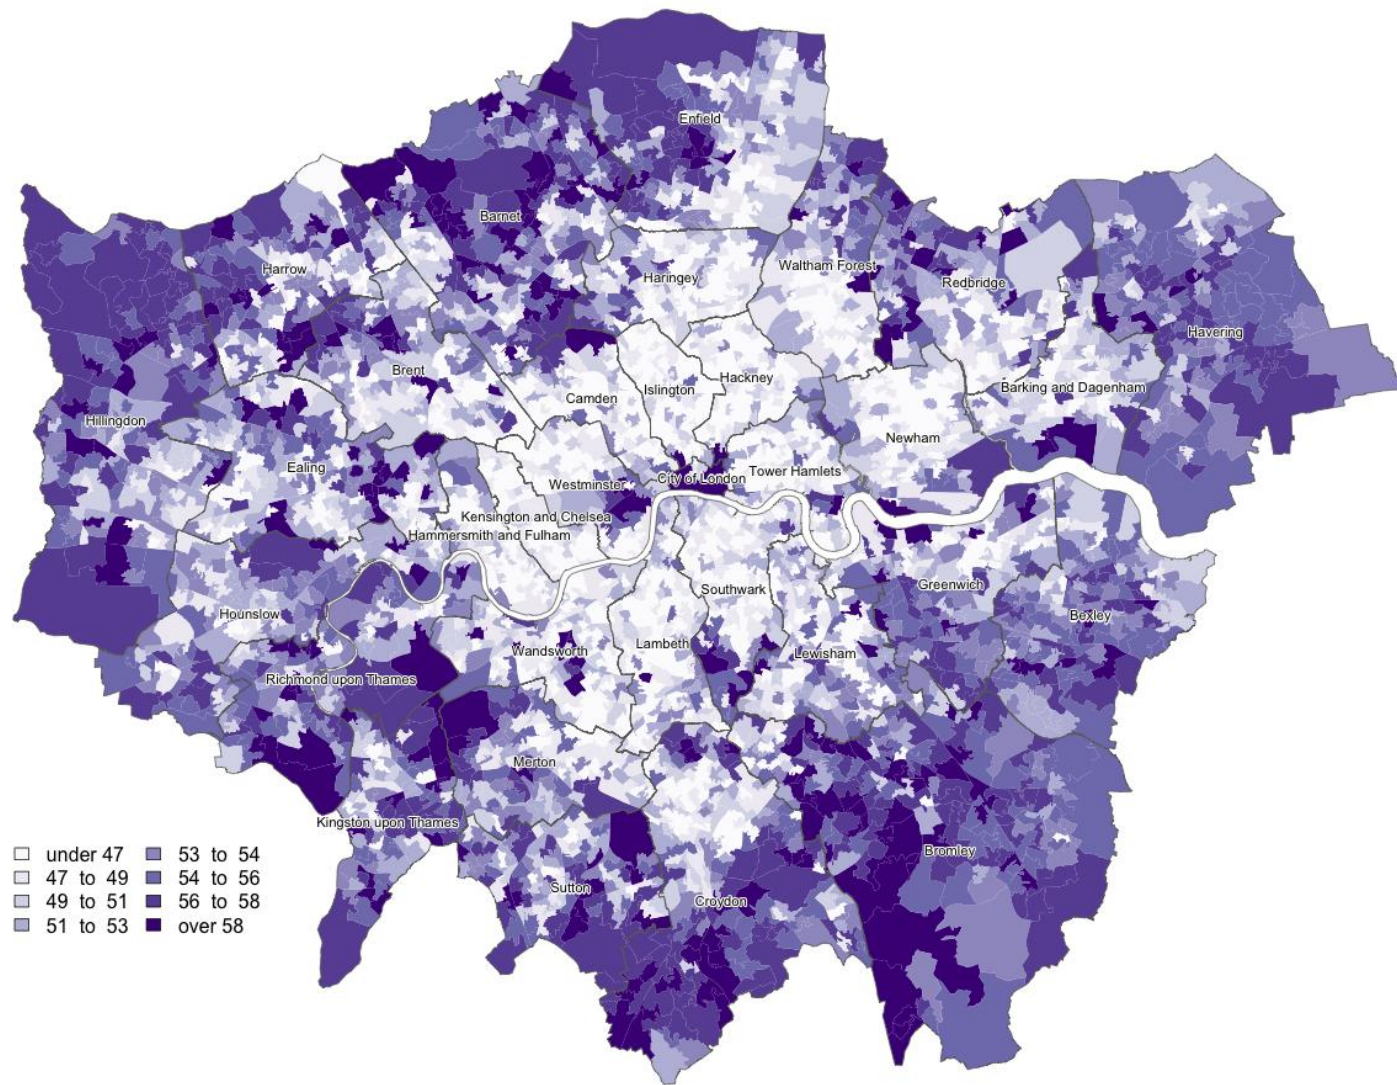 Enfield
Barnet
Harrow
Haringey
Waltham Forest
Redbridge
Havering
Brent
Hackney
Islington
Camden
Barking and Dagenham
Hillingdon
Newham
Ealing
Westminster
City of London
Tower Hamlets
Kensington and Chelsea
Hammersmith and Fulham
Southwark
Greenwich
Hounslow
Bexley
Wandsworth
Lambeth
Lewisham
Richmond upon Thames
Merton
Kingston upon Thames
Bromley
Sutton
Croydon
under 47
47 to 49
49 to 51
51 to 53
53 to 54
54 to 56
56 to 58
over 58